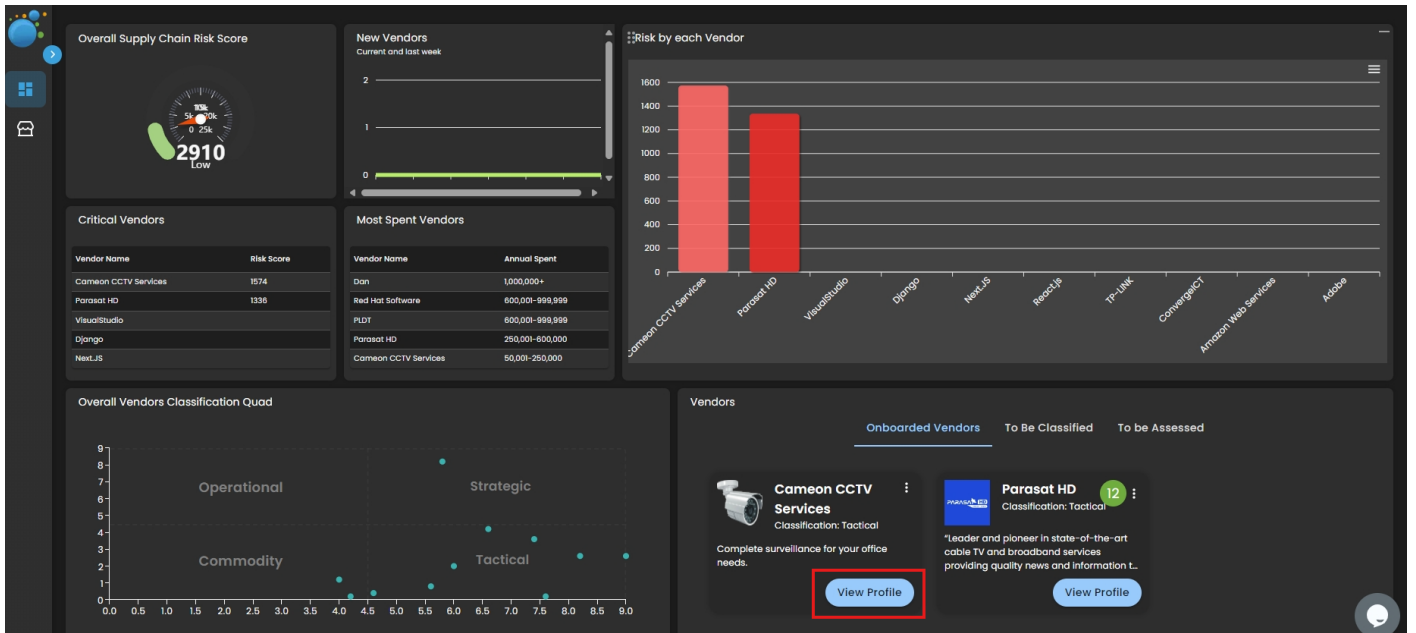 Overall Supply Chain Risk Score
5k
0 25k
2910
Low
New Vendors
Current and last week
2
1
0
Risk by each Vendor
1600
1400
1200
1000
800
600
400
200
0
Cameon CCTV Services
Parasat HD
VisualStudio
Django
Next.JS
React.js
TP-LINK
ConvergeICT
Amazon Web Services
Adobe
Critical Vendors
Vendor Name Risk Score
Cameon CCTV Services 1574
Parasat HD 1336
VisualStudio
Django
Next.JS
Most Spent Vendors
Vendor Name Annual Spent
Dan 1,000,000+
Red Hat Software 600,001-999,999
PLDT 600,001-999,999
Parasat HD 250,001-600,000
Cameon CCTV Services 50,001-250,000
Overall Vendors Classification Quad
9
8
7
6
5
4
3
2
1
0
Operational Strategic
Commodity Tactical
0.0 0.5 1.0 1.5 2.0 2.5 3.0 3.5 4.0 4.5 5.0 5.5 6.0 6.5 7.0 7.5 8.0 8.5 9.0
Vendors
Onboarded Vendors To Be Classified To be Assessed
Cameon CCTV
Services
Classification: Tactical
Complete surveillance for your office
needs.
View Profile
PARASAT HD
Parasat HD
12
Classification: Tactical
"Leader and pioneer in state-of-the-art
cable TV and broadband services
providing quality news and information t...
View Profile